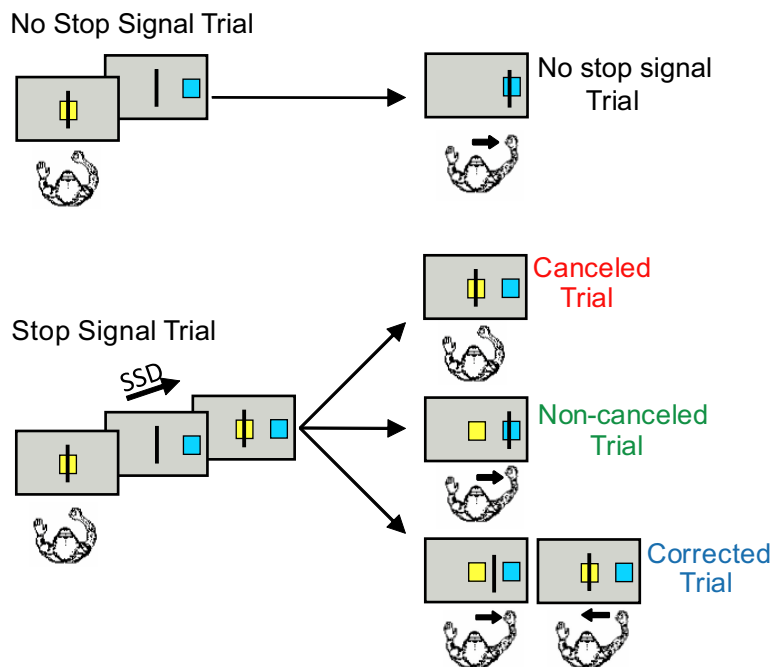 No Stop Signal Trial
No stop signal
Trial
Canceled
Trial
Stop Signal Trial
SSD
Non-canceled
Trial
Corrected
Trial